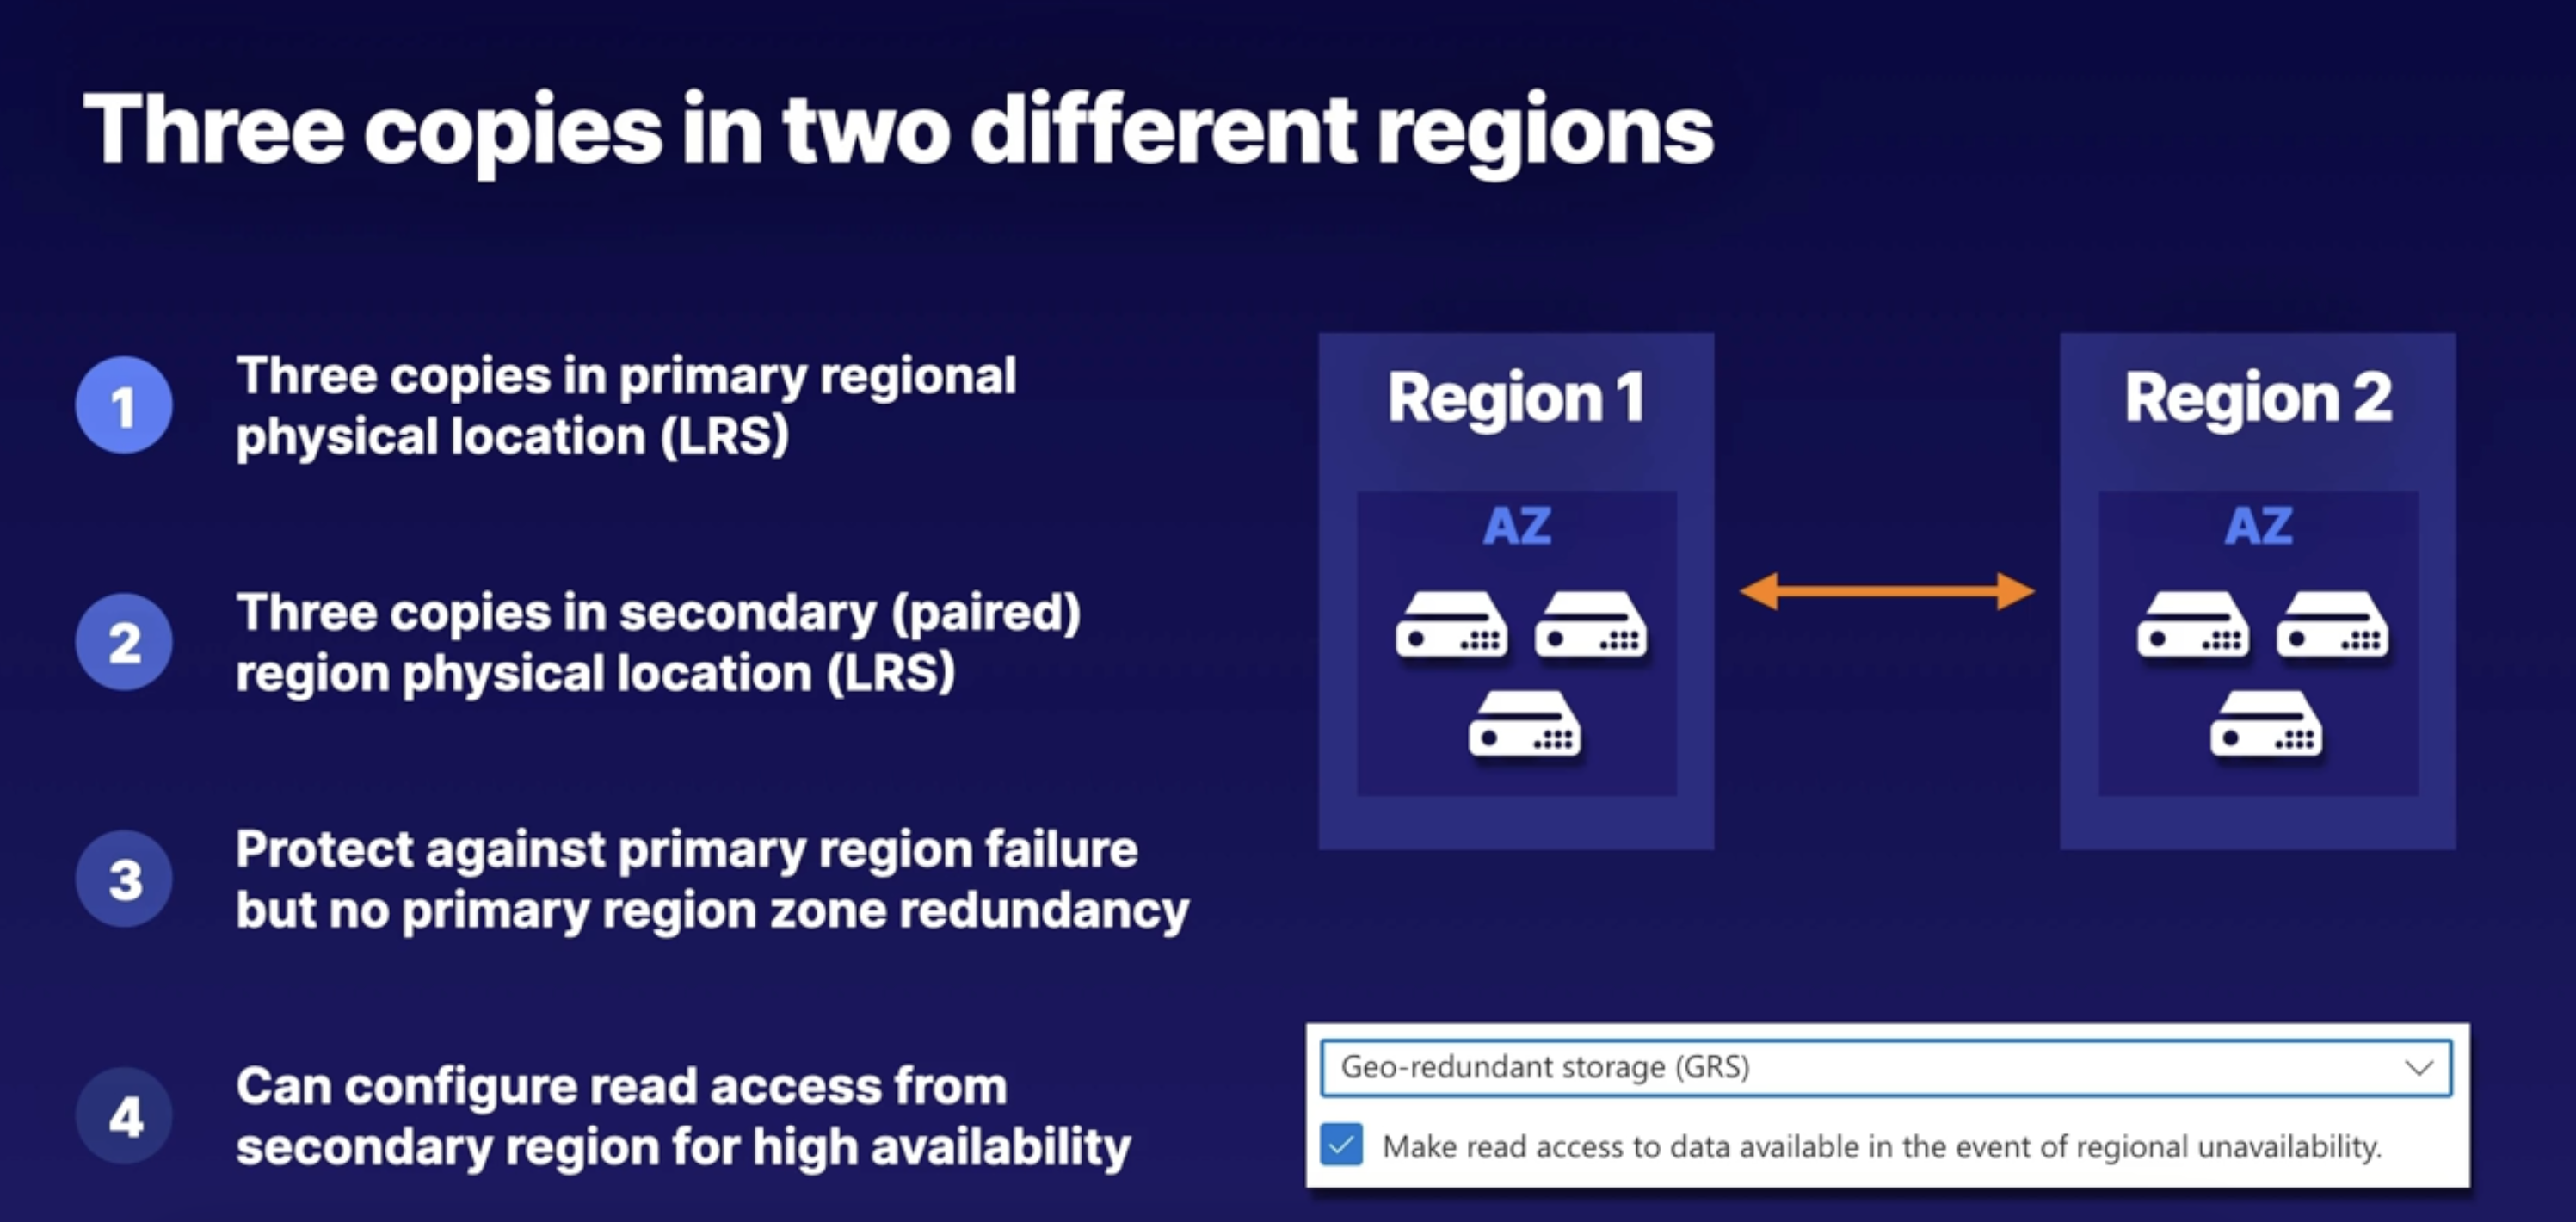 Three copies in two different regions
1
Three copies in primary regional
physical location (LRS)
2
Three copies in secondary (paired)
region physical location (LRS)
3
Protect against primary region failure
but no primary region zone redundancy
4
Can configure read access from
secondary region for high availability
Region 1
AZ
Region 2
AZ
Geo-redundant storage (GRS)
Make read access to data available in the event of regional unavailability.